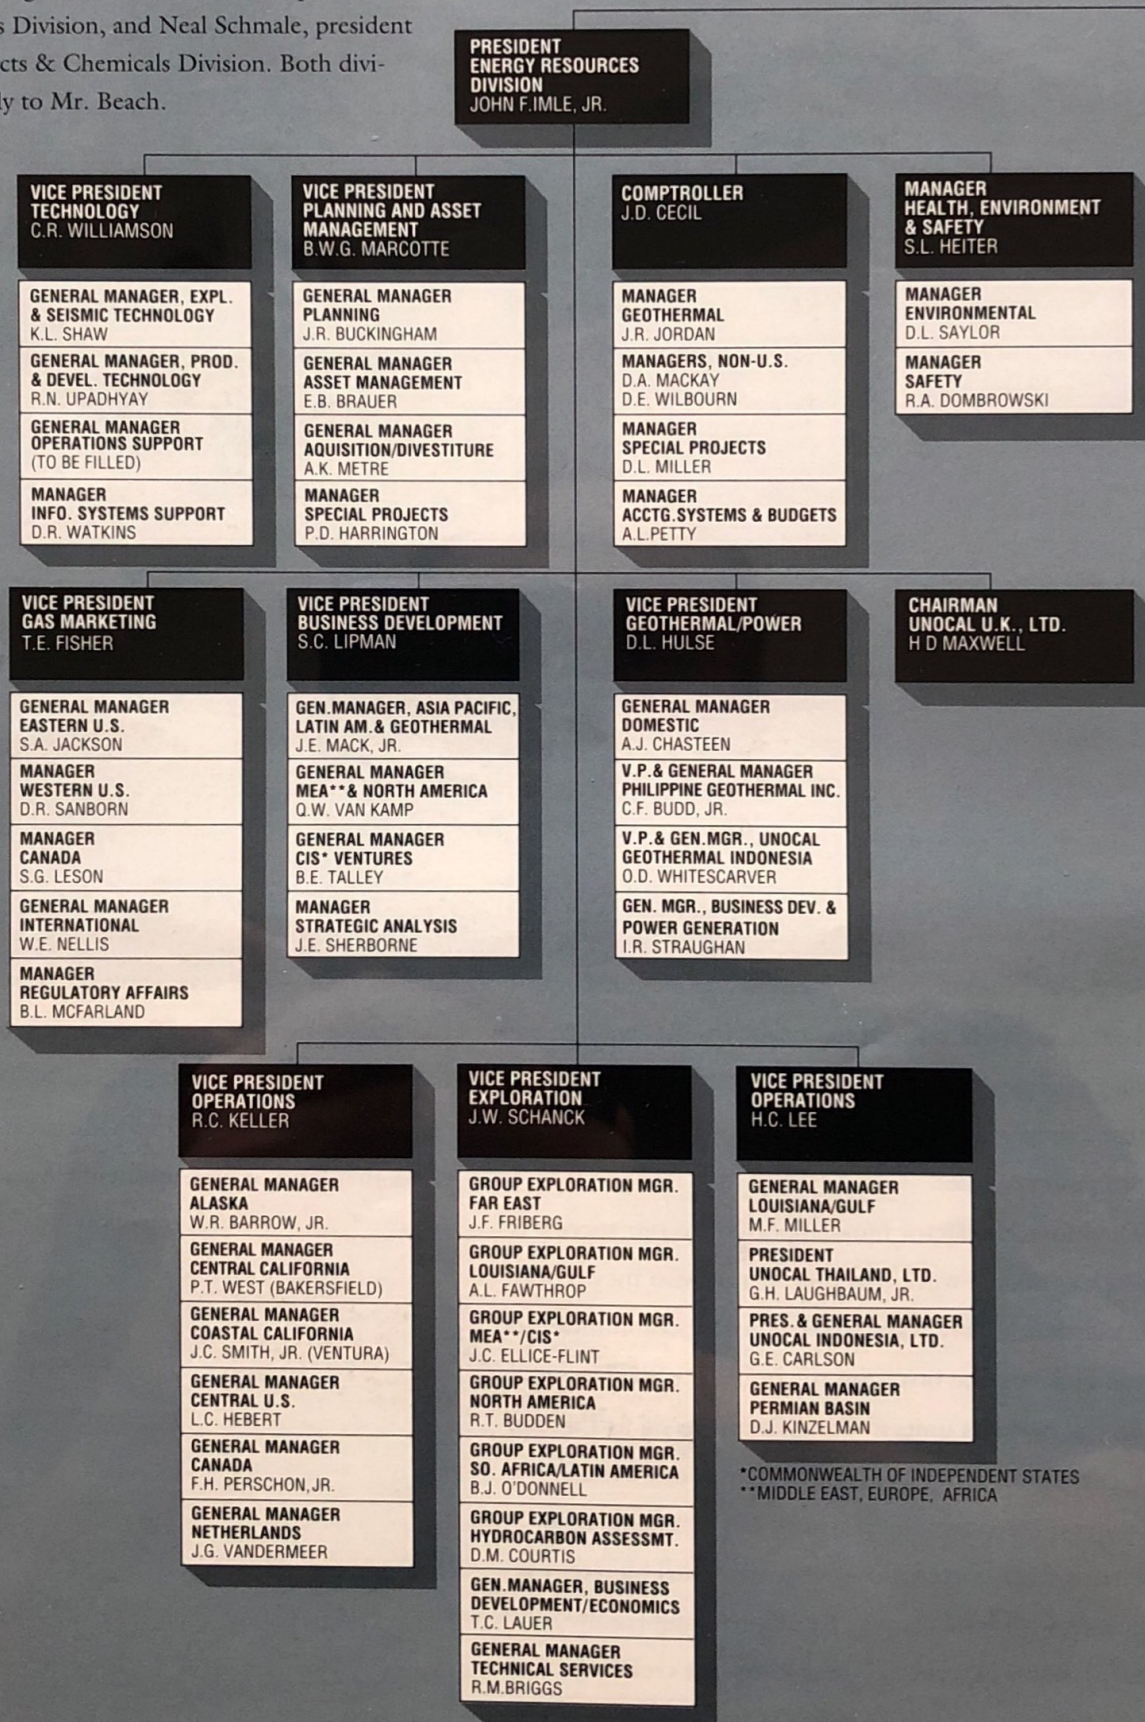 s Division, and Neal Schmale, president
cts & Chemicals Division. Both divi-
ly to Mr. Beach.
PRESIDENT
ENERGY RESOURCES
DIVISION
JOHN F.IMLE, JR.
VICE PRESIDENT
TECHNOLOGY
C.R. WILLIAMSON
GENERAL MANAGER, EXPL.
& SEISMIC TECHNOLOGY
K.L. SHAW
GENERAL MANAGER, PROD.
& DEVEL. TECHNOLOGY
R.N. UPADHYAY
GENERAL MANAGER
OPERATIONS SUPPORT
(TO BE FILLED)
MANAGER
INFO. SYSTEMS SUPPORT
D.R. WATKINS
VICE PRESIDENT
PLANNING AND ASSET
MANAGEMENT
B.W.G. MARCOTTE
GENERAL MANAGER
PLANNING
J.R. BUCKINGHAM
GENERAL MANAGER
ASSET MANAGEMENT
E.B. BRAUER
GENERAL MANAGER
AQUISITION/DIVESTITURE
A.K. METRE
MANAGER
SPECIAL PROJECTS
P.D. HARRINGTON
COMPTROLLER
J.D. CECIL
MANAGER
GEOTHERMAL
J.R. JORDAN
MANAGERS, NON-U.S.
D.A. MACKAY
D.E. WILBOURN
MANAGER
SPECIAL PROJECTS
D.L. MILLER
MANAGER
ACCTG.SYSTEMS & BUDGETS
A.L.PETTY
MANAGER
HEALTH, ENVIRONMENT
& SAFETY
S.L. HEITER
MANAGER
ENVIRONMENTAL
D.L. SAYLOR
MANAGER
SAFETY
R.A. DOMBROWSKI
VICE PRESIDENT
GAS MARKETING
T.E. FISHER
GENERAL MANAGER
EASTERN U.S.
S.A. JACKSON
MANAGER
WESTERN U.S.
D.R. SANBORN
MANAGER
CANADA
S.G. LESON
GENERAL MANAGER
INTERNATIONAL
W.E. NELLIS
MANAGER
REGULATORY AFFAIRS
B.L. MCFARLAND
VICE PRESIDENT
BUSINESS DEVELOPMENT
S.C. LIPMAN
GEN.MANAGER, ASIA PACIFIC,
LATIN AM.& GEOTHERMAL
J.E. MACK, JR.
GENERAL MANAGER
MEA**& NORTH AMERICA
Q.W. VAN KAMP
GENERAL MANAGER
CIS* VENTURES
B.E. TALLEY
MANAGER
STRATEGIC ANALYSIS
J.E. SHERBORNE
VICE PRESIDENT
GEOTHERMAL/POWER
D.L. HULSE
GENERAL MANAGER
DOMESTIC
A.J. CHASTEEN
V.P.& GENERAL MANAGER
PHILIPPINE GEOTHERMAL INC.
C.F. BUDD, JR.
V.P.& GEN.MGR., UNOCAL
GEOTHERMAL INDONESIA
O.D. WHITESCARVER
GEN. MGR., BUSINESS DEV. &
POWER GENERATION
I.R. STRAUGHAN
CHAIRMAN
UNOCAL U.K., LTD.
H D MAXWELL
VICE PRESIDENT
OPERATIONS
R.C. KELLER
GENERAL MANAGER
ALASKA
W.R. BARROW, JR.
GENERAL MANAGER
CENTRAL CALIFORNIA
P.T. WEST (BAKERSFIELD)
GENERAL MANAGER
COASTAL CALIFORNIA
J.C. SMITH, JR. (VENTURA)
GENERAL MANAGER
CENTRAL U.S.
L.C. HEBERT
GENERAL MANAGER
CANADA
F.H. PERSCHON,JR.
GENERAL MANAGER
NETHERLANDS
J.G. VANDERMEER
VICE PRESIDENT
EXPLORATION
J.W. SCHANCK
GROUP EXPLORATION MGR.
FAR EAST
J.F. FRIBERG
GROUP EXPLORATION MGR.
LOUISIANA/GULF
A.L. FAWTHROP
GROUP EXPLORATION MGR.
MEA**/CIS*
J.C. ELLICE-FLINT
GROUP EXPLORATION MGR.
NORTH AMERICA
R.T. BUDDEN
GROUP EXPLORATION MGR.
SO. AFRICA/LATIN AMERICA
B.J. O'DONNELL
GROUP EXPLORATION MGR.
HYDROCARBON ASSESSMT.
D.M. COURTIS
GEN.MANAGER, BUSINESS
DEVELOPMENT/ECONOMICS
T.C. LAUER
GENERAL MANAGER
TECHNICAL SERVICES
R.M.BRIGGS
VICE PRESIDENT
OPERATIONS
H.C. LEE
GENERAL MANAGER
LOUISIANA/GULF
M.F. MILLER
PRESIDENT
UNOCAL THAILAND, LTD.
G.H. LAUGHBAUM, JR.
PRES.& GENERAL MANAGER
UNOCAL INDONESIA, LTD.
G.E. CARLSON
GENERAL MANAGER
PERMIAN BASIN
D.J. KINZELMAN
*COMMONWEALTH OF INDEPENDENT STATES
**MIDDLE EAST, EUROPE, AFRICA